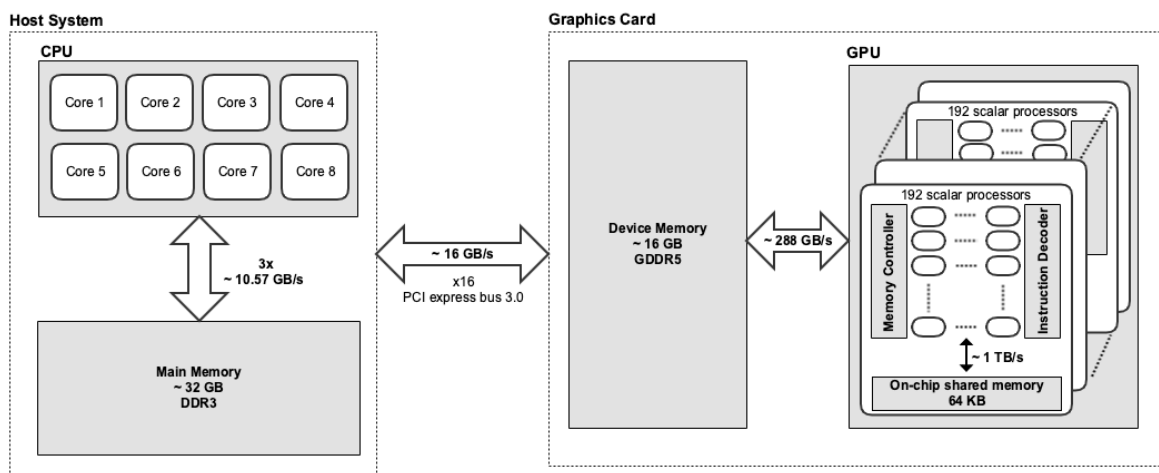 Host System
CPU
Core 1
Core 2
Core 3
Core 4
Core 5
Core 6
Core 7
Core 8
3x
~ 10.57 GB/s
Main Memory
~ 32 GB
DDR3
~ 16 GB/s
x16
PCI express bus 3.0
Graphics Card
Device Memory
~ 16 GB
GDDR5
~ 288 GB/s
GPU
192 scalar processors
192 scalar processors
Memory Controller
Instruction Decoder
~ 1 TB/s
On-chip shared memory
64 KB